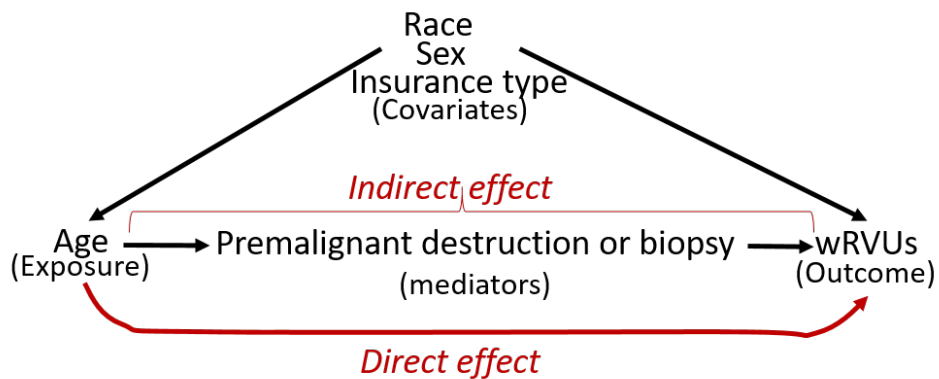 Race
Sex
Insurance type
(Covariates)
Indirect effect
Age
(Exposure)
Premalignant destruction or biopsy
(mediators)
wRVUs
(Outcome)
Direct effect